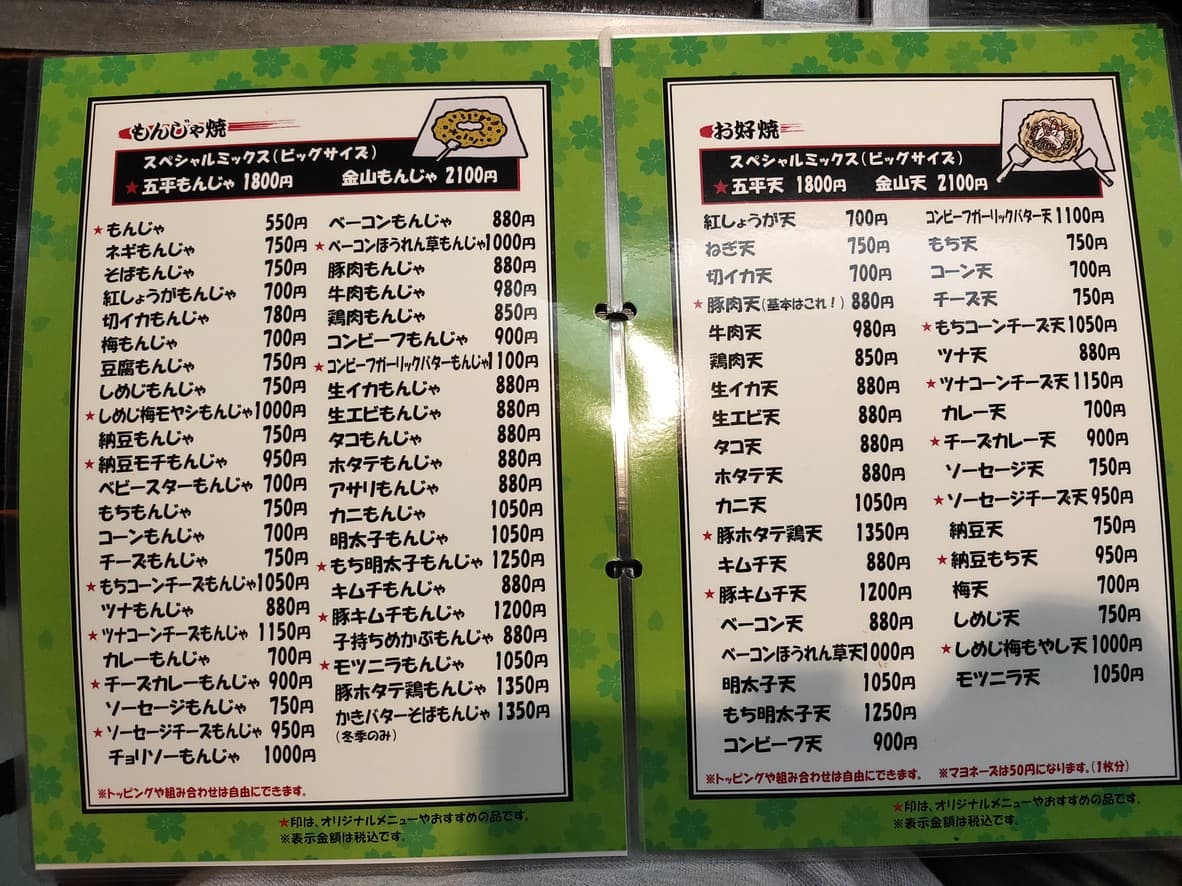 もんじゃ焼
スペシャルミックス(ビッグサイズ)
★五平もんじゃ 1800円 金山もんじゃ 2100円
★もんじゃ 550円
ネギもんじゃ 750円
そばもんじゃ 750円
紅しょうがもんじゃ 700円
切イカもんじゃ 780円
梅もんじゃ 700円
豆腐もんじゃ 750円
しめじもんじゃ 750円
★しめじ梅モヤシもんじゃ1000円
納豆もんじゃ 750円
★納豆モチもんじゃ 950円
ベビースターもんじゃ 700円
もちもんじゃ 750円
コーンもんじゃ 700円
チーズもんじゃ 750円
★もちコーンチーズもんじゃ1050円
ツナもんじゃ 880円
★ツナコーンチーズもんじゃ 1150円
カレーもんじゃ 700円
★チーズカレーもんじゃ 900円
ソーセージもんじゃ 750円
★ソーセージチーズもんじゃ 950円
チョリソーもんじゃ 1000円
ベーコンもんじゃ 880円
★ベーコンほうれん草もんじゃ1000円
豚肉もんじゃ 880円
牛肉もんじゃ 980円
鶏肉もんじゃ 850円
コンビーフもんじゃ 900円
★コンビーフガーリックバターもんじゃ1100円
生イカもんじゃ 880円
生エビもんじゃ 880円
タコもんじゃ 880円
ホタテもんじゃ 880円
アサリもんじゃ 880円
カニもんじゃ 1050円
明太子もんじゃ 1050円
★もち明太子もんじゃ 1250円
キムチもんじゃ 880円
★豚キムチもんじゃ 1200円
子持ちめかぶもんじゃ 880円
★モツニラもんじゃ 1050円
豚ホタテ鶏もんじゃ 1350円
かきバターそばもんじゃ 1350円
(冬季のみ)
※トッピングや組み合わせは自由にできます。
★印は、オリジナルメニューやおすすめの品です。
※表示金額は税込です。
お好焼
スペシャルミックス(ビッグサイズ)
★五平天 1800円 金山天 2100円
紅しょうが天 700円
ねぎ天 750円
切イカ天 700円
★豚肉天(基本はこれ!) 880円
牛肉天 980円
鶏肉天 850円
生イカ天 880円
生エビ天 880円
タコ天 880円
ホタテ天 880円
カニ天 1050円
★豚ホタテ鶏天 1350円
キムチ天 880円
★豚キムチ天 1200円
ベーコン天 880円
ベーコンほうれん草天1000円
明太子天 1050円
もち明太子天 1250円
コンビーフ天 900円
コンビーフガーリックバター天 1100円
もち天 750円
コーン天 700円
チーズ天 750円
★もちコーンチーズ天 1050円
ツナ天 880円
★ツナコーンチーズ天 1150円
カレー天 700円
★チーズカレー天 900円
ソーセージ天 750円
★ソーセージチーズ天 950円
納豆天 750円
★納豆もち天 950円
梅天 700円
しめじ天 750円
★しめじ梅もやし天 1000円
モツニラ天 1050円
※トッピングや組み合わせは自由にできます。 ※マヨネーズは50円になります。(1枚分)
★印は、オリジナルメニューやおすすめの品です。
※表示金額は税込です。